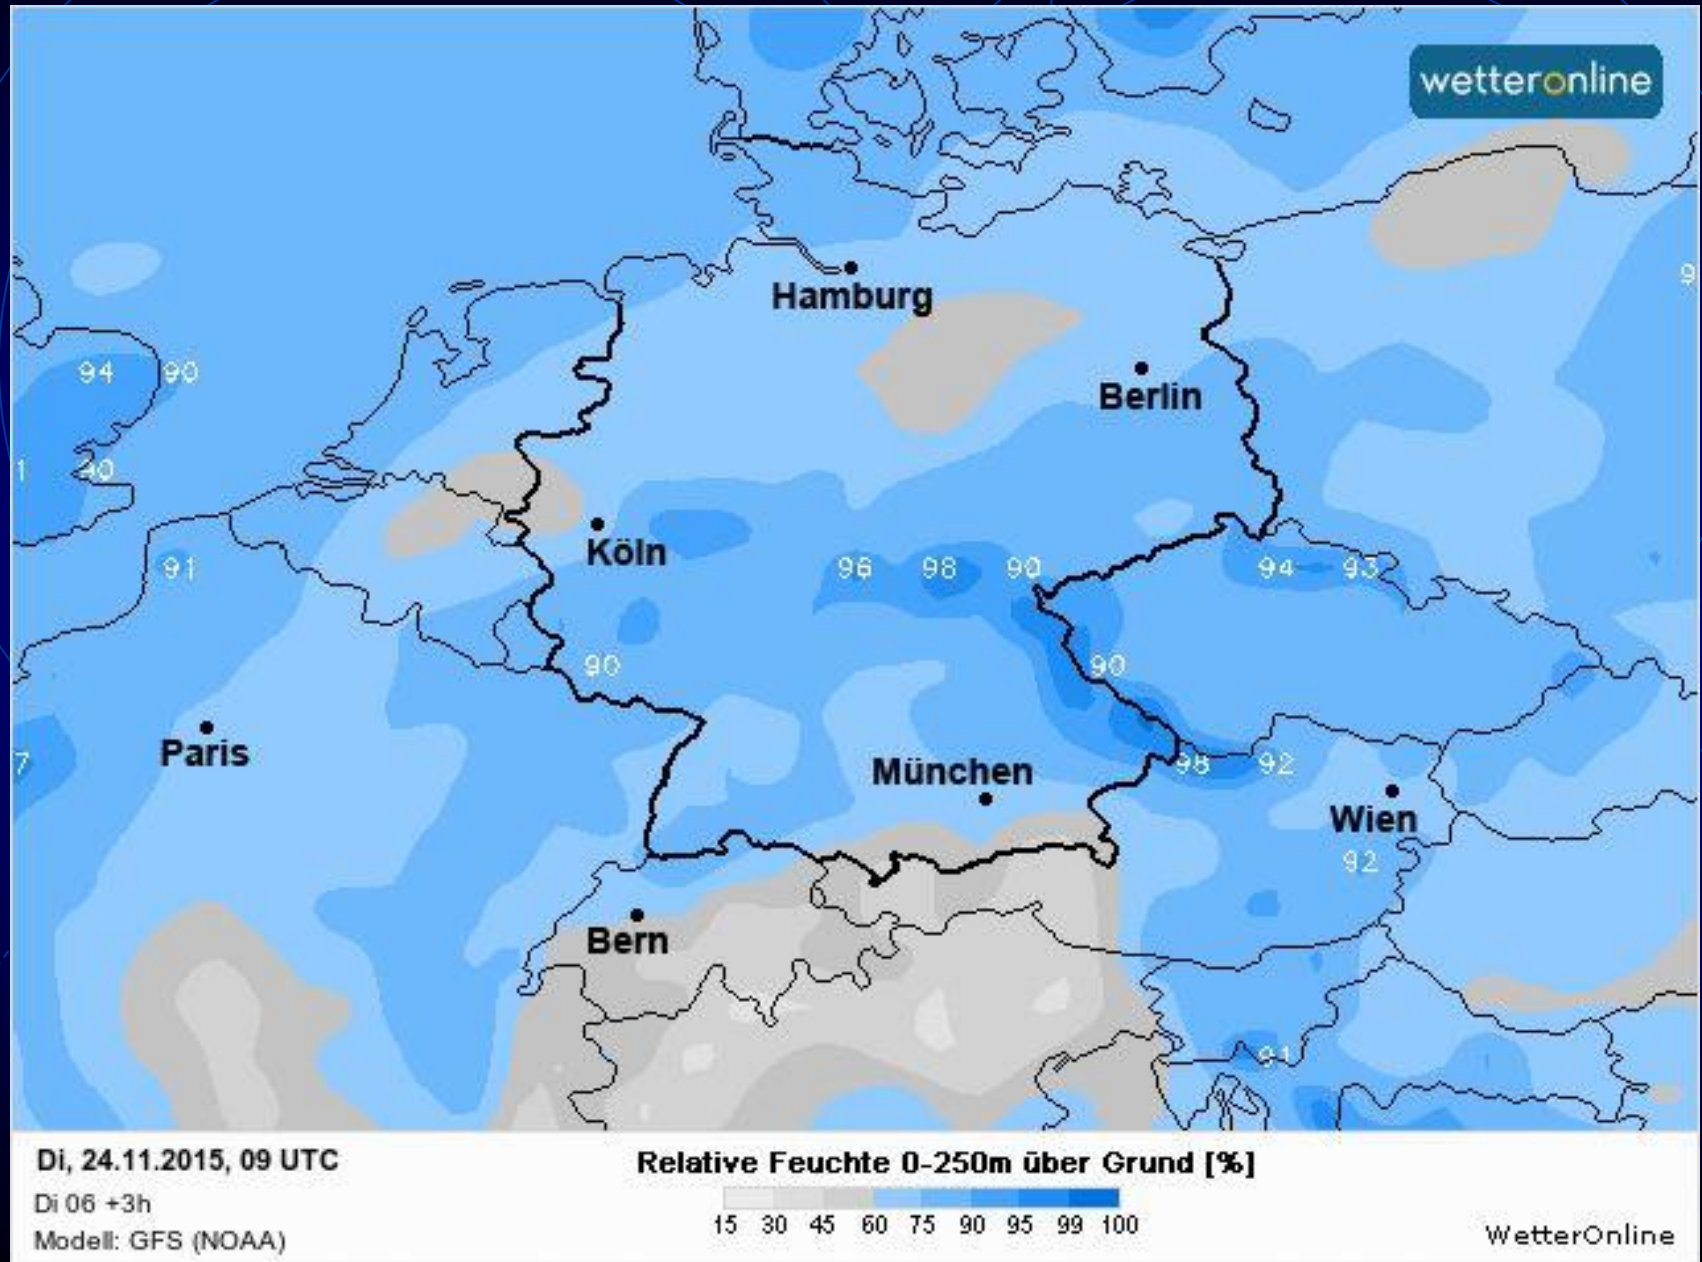 wetteronline
Hamburg
94 90
Berlin
90
Köln
91
96 98 90
94 93
90
90
Paris
München
98 92
Wien
92
Bern
91
Di, 24.11.2015, 09 UTC
Di 06 +3h
Modell: GFS (NOAA)
Relative Feuchte 0-250m über Grund [%]
15 30 45 60 75 90 95 99 100
WetterOnline